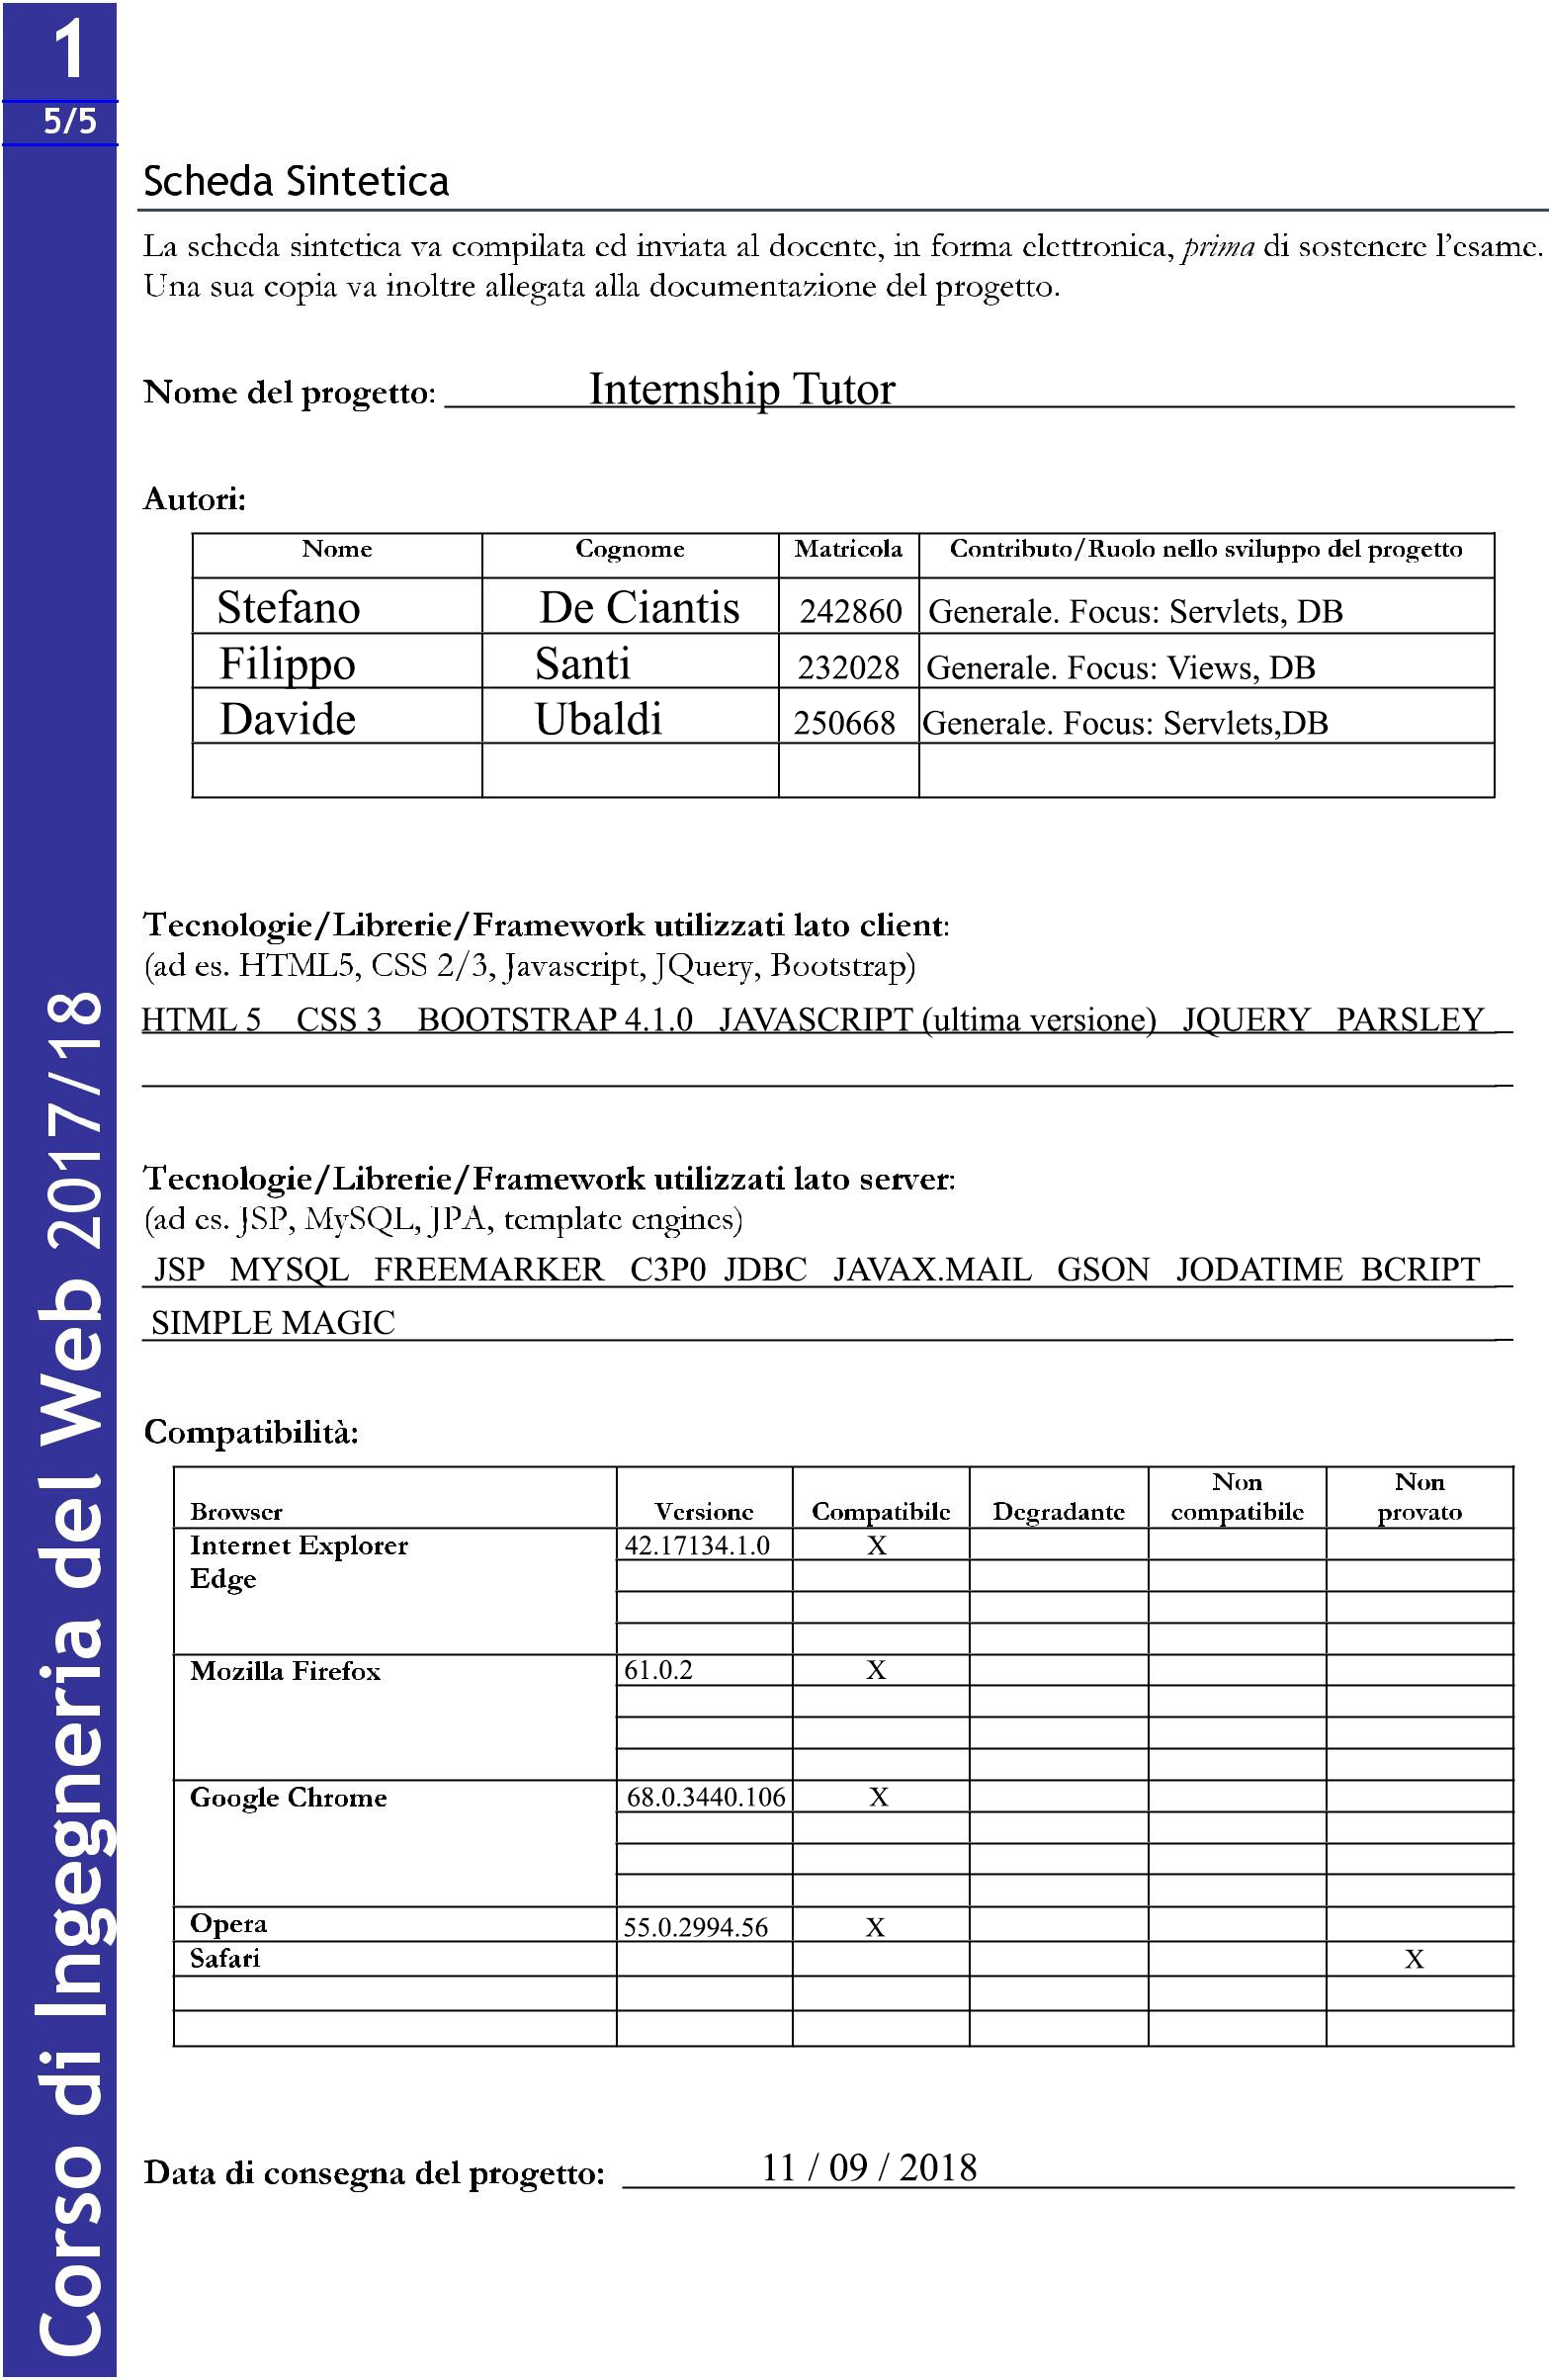 1
5/5
Corso di Ingegneria del Web 2017/18
Scheda Sintetica
La scheda sintetica va compilata ed inviata al docente, in forma elettronica, prima di sostenere l'esame.
Una sua copia va inoltre allegata alla documentazione del progetto.
Nome del progetto: Internship Tutor
Autori:
Nome Cognome Matricola Contributo/Ruolo nello sviluppo del progetto
Stefano De Ciantis 242860 Generale. Focus: Servlets, DB
Filippo Santi 232028 Generale. Focus: Views, DB
Davide Ubaldi 250668 Generale. Focus: Servlets,DB
Tecnologie/Librerie/Framework utilizzati lato client:
(ad es. HTML5, CSS 2/3, Javascript, JQuery, Bootstrap)
HTML 5 CSS 3 BOOTSTRAP 4.1.0 JAVASCRIPT (ultima versione) JQUERY PARSLEY
Tecnologie/Librerie/Framework utilizzati lato server:
(ad es. JSP, MySQL, JPA, template engines)
JSP MYSQL FREEMARKER C3P0 JDBC JAVAX.MAIL GSON JODATIME BCRIPT
SIMPLE MAGIC
Compatibilità:
Browser Versione Compatibile Degradante Non compatibile Non provato
Internet Explorer 42.17134.1.0 X
Edge
Mozilla Firefox 61.0.2 X
Google Chrome 68.0.3440.106 X
Opera 55.0.2994.56 X
Safari X
Data di consegna del progetto: 11 / 09 / 2018